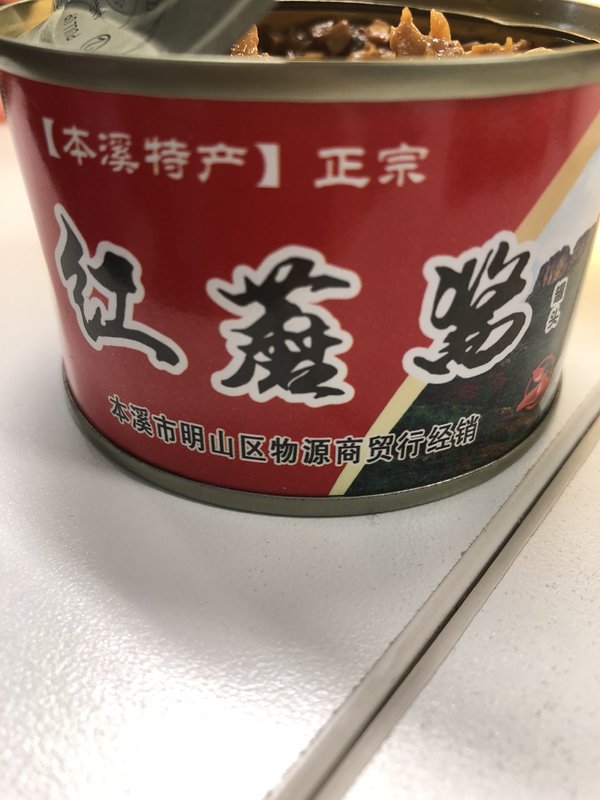 【本溪特产】正宗
红蘑酱
罐头
本溪市明山区物源商贸行经销